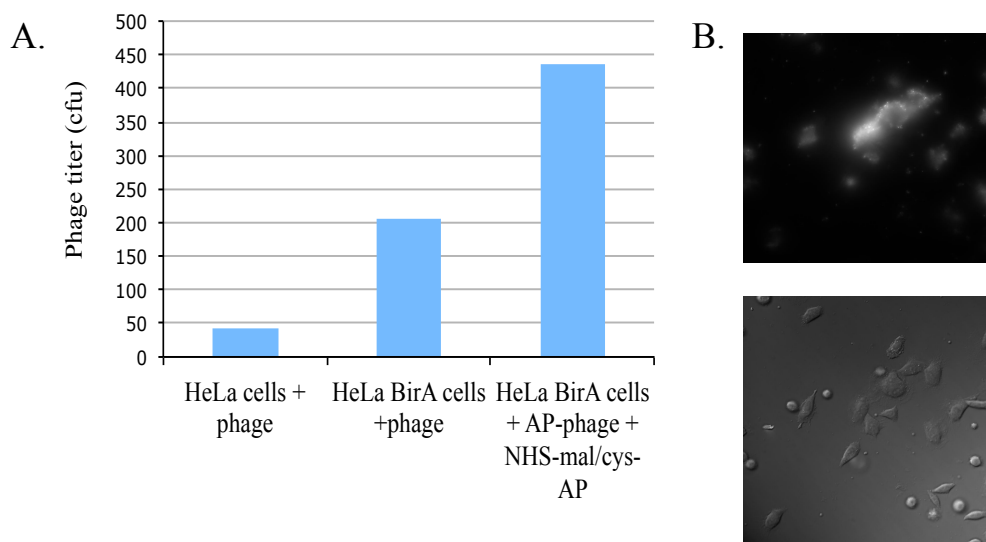 A.
B.
Phage titer (cfu)
500
450
400
350
300
250
200
150
100
50
0
HeLa cells +
phage
HeLa BirA cells
+phage
HeLa BirA cells
+ AP-phage +
NHS-mal/cys-
AP